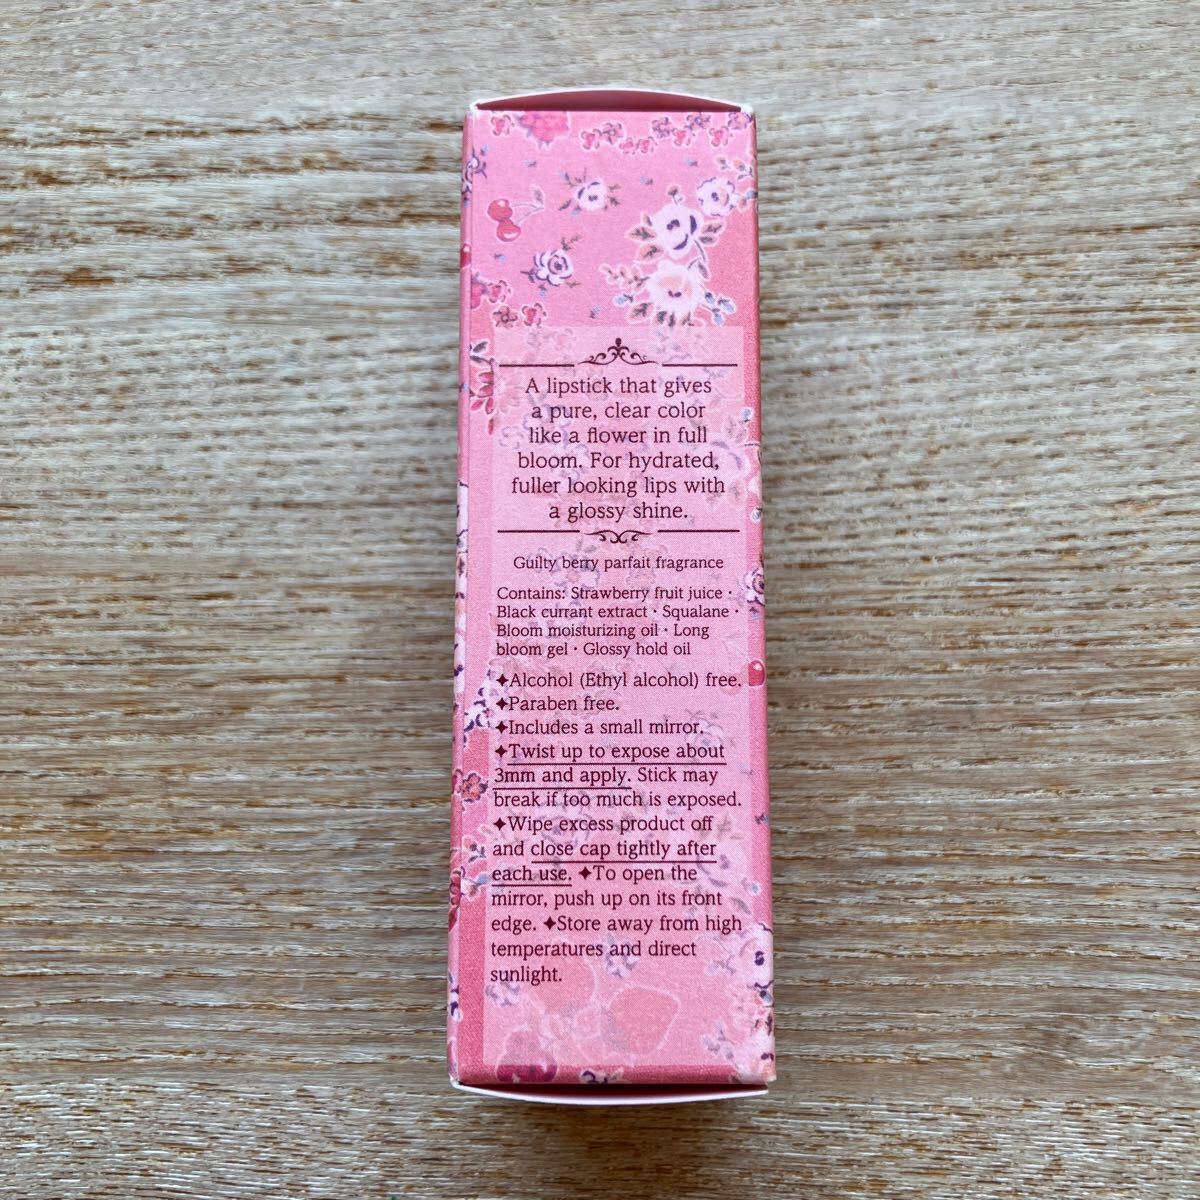 A lipstick that gives
a pure, clear color
like a flower in full
bloom. For hydrated,
fuller looking lips with
a glossy shine.
Guilty berry parfait fragrance
Contains: Strawberry fruit juice・
Black currant extract・Squalane・
Bloom moisturizing oil・Long
bloom gel・Glossy hold oil
✦Alcohol (Ethyl alcohol) free.
✦Paraben free.
✦Includes a small mirror.
✦Twist up to expose about
3mm and apply. Stick may
break if too much is exposed.
✦Wipe excess product off
and close cap tightly after
each use. ✦To open the
mirror, push up on its front
edge. ✦Store away from high
temperatures and direct
sunlight.